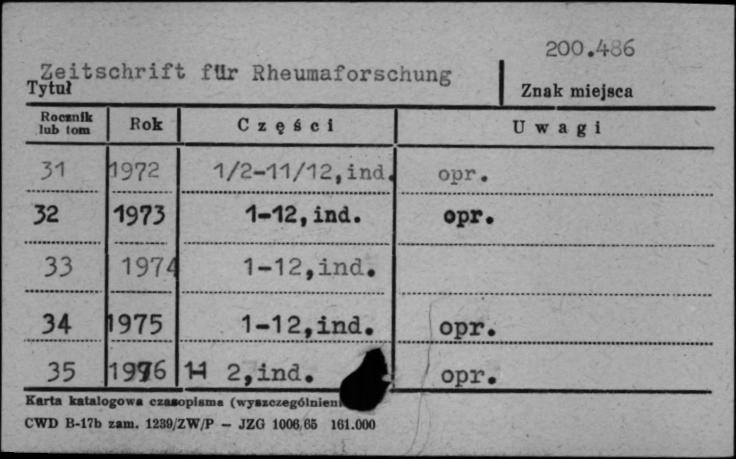 200.486
Zeitschrift für Rheumaforschung
Tytuł Znak miejsca
Rocznik lub tom Rok Części Uwagi
31 1972 1/2-11/12,ind. opr.
32 1973 1-12,ind. opr.
33 1974 1-12,ind.
34 1975 1-12,ind. opr.
35 1976 2,ind. opr.
Karta katalogowa czasopisma
CWD B-17b zam. 1239/ZW/P — JZG 1006/65 161.000